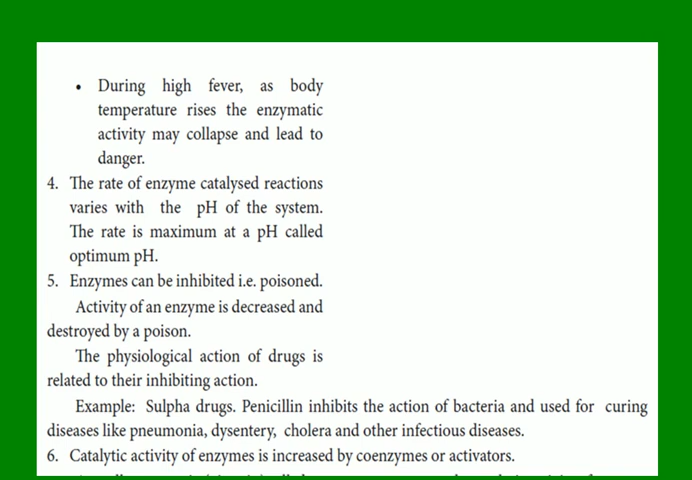 • During high fever, as body
temperature rises the enzymatic
activity may collapse and lead to
danger.
4. The rate of enzyme catalysed reactions
varies with the pH of the system.
The rate is maximum at a pH called
optimum pH.
5. Enzymes can be inhibited i.e. poisoned.
Activity of an enzyme is decreased and
destroyed by a poison.
The physiological action of drugs is
related to their inhibiting action.
Example: Sulpha drugs. Penicillin inhibits the action of bacteria and used for curing
diseases like pneumonia, dysentery, cholera and other infectious diseases.
6. Catalytic activity of enzymes is increased by coenzymes or activators.